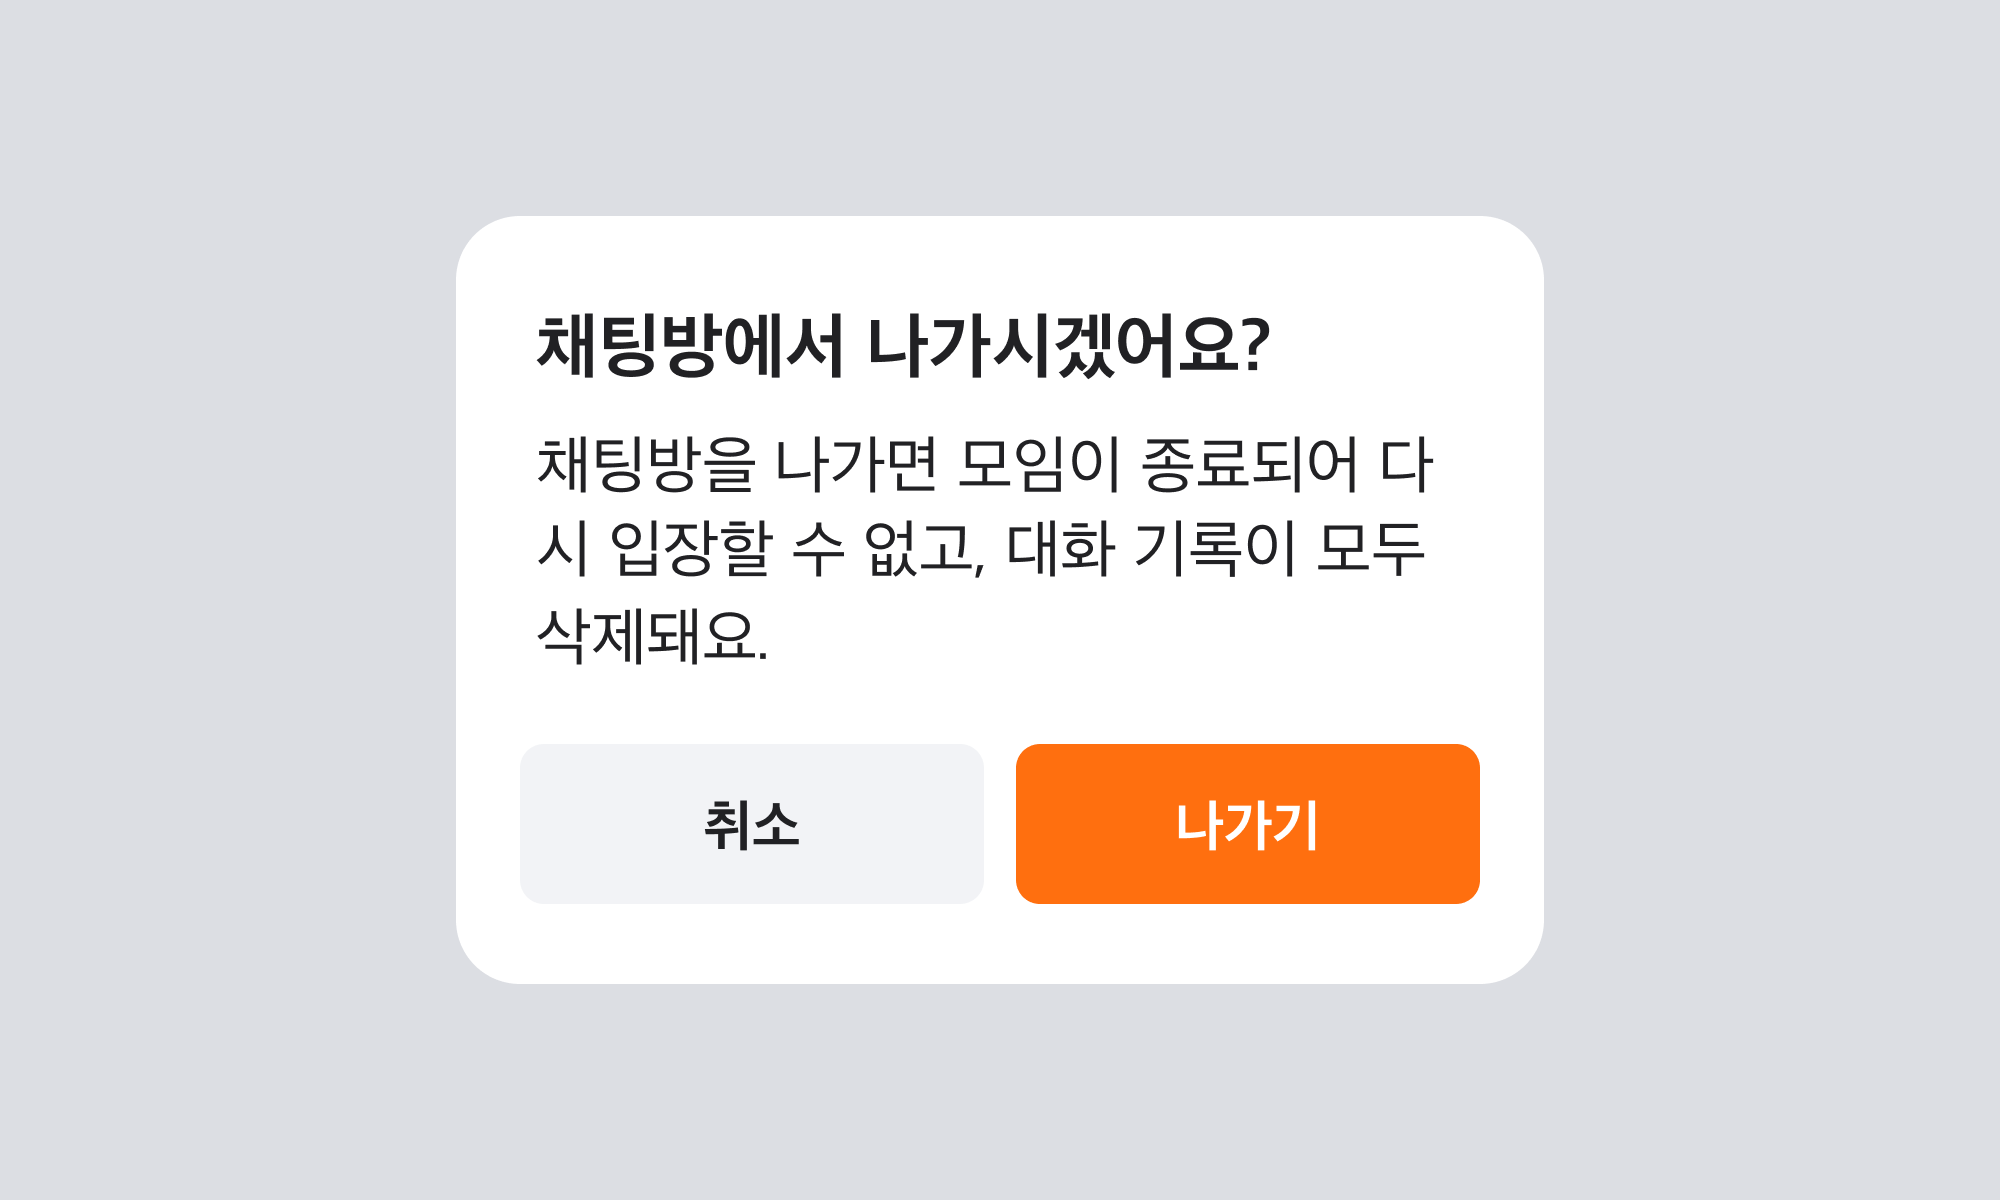 채팅방에서 나가시겠어요?
채팅방을 나가면 모임이 종료되어 다
시 입장할 수 없고, 대화 기록이 모두
삭제돼요.
취소
나가기